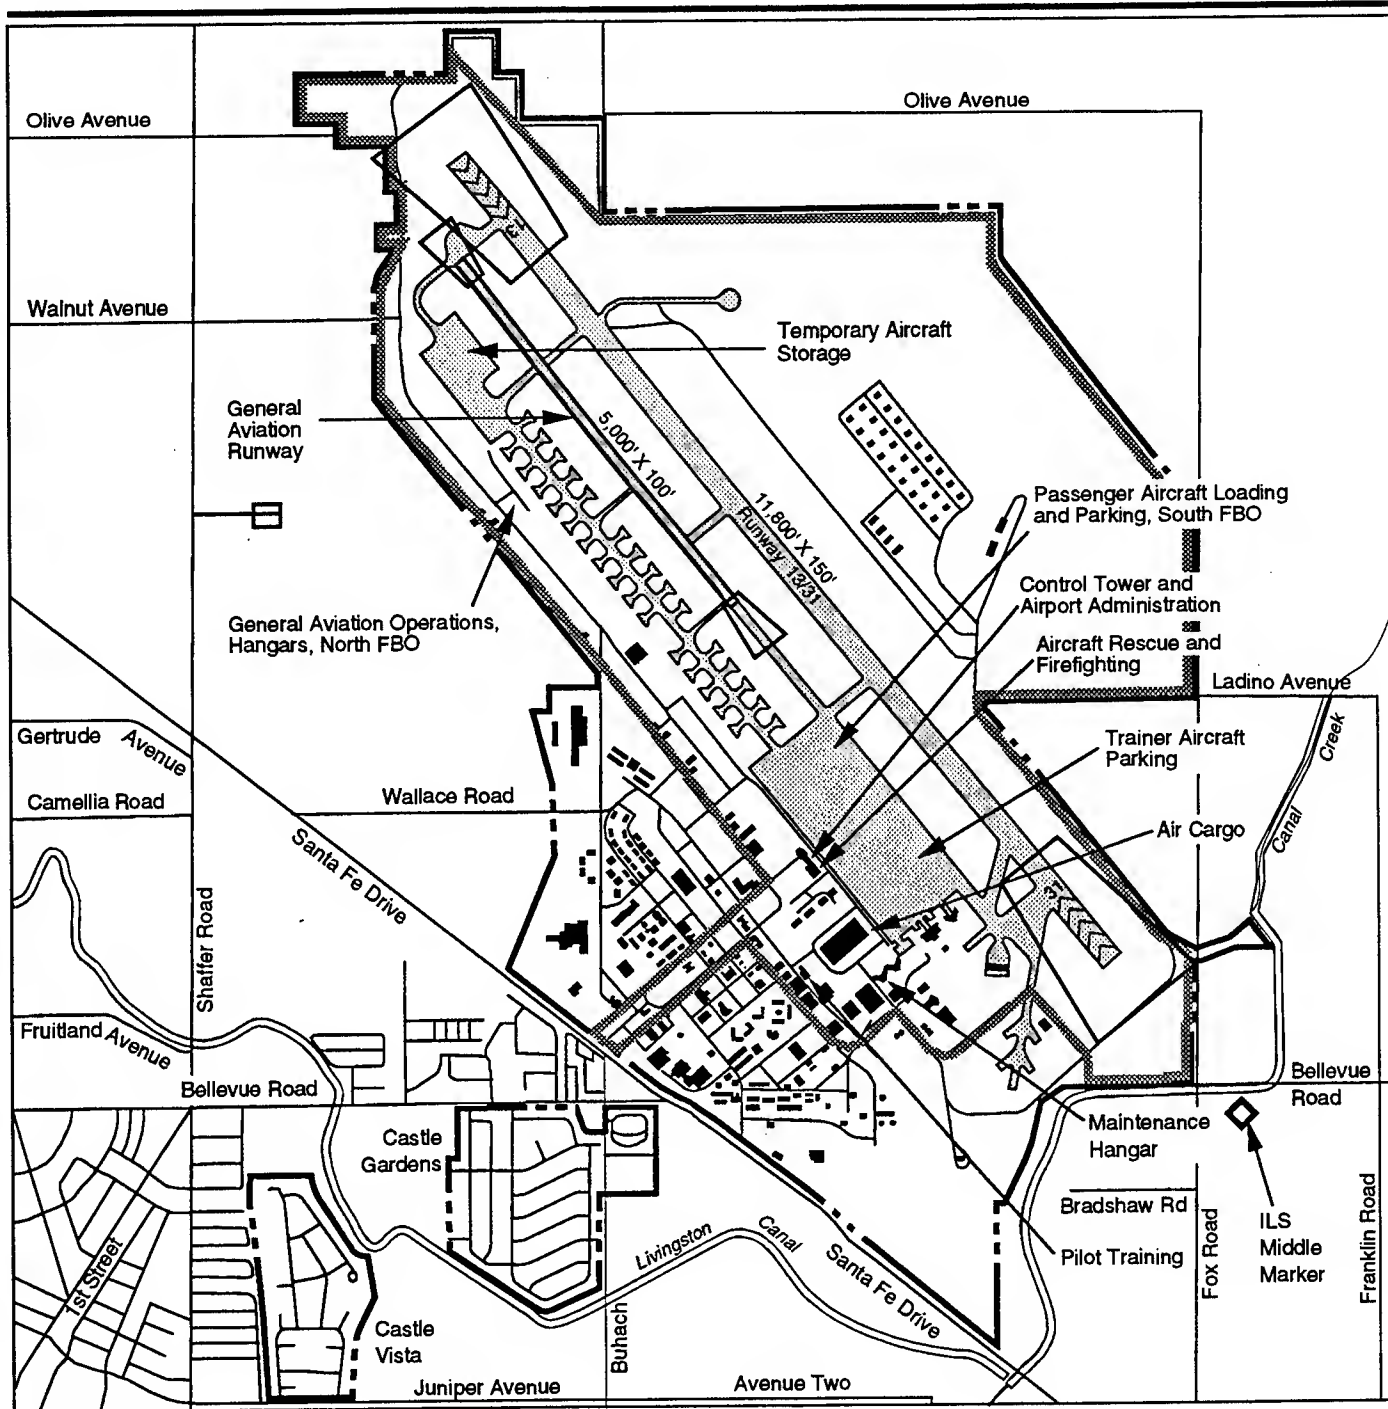 Olive Avenue
Olive Avenue
13
Walnut Avenue
Temporary Aircraft
Storage
General
Aviation
Runway
5,000' X 100'
11,800' X 150'
Runway 13/31
Passenger Aircraft Loading
and Parking, South FBO
Control Tower and
Airport Administration
General Aviation Operations,
Hangars, North FBO
Aircraft Rescue and
Firefighting
Ladino Avenue
Gertrude Avenue
Trainer Aircraft
Parking
Camellia Road
Wallace Road
Canal Creek
Air Cargo
Santa Fe Drive
31
Shaffer Road
Fruitland Avenue
Bellevue Road
Bellevue
Road
Castle
Gardens
Maintenance
Hangar
Bradshaw Rd
ILS
Middle
Marker
Fox Road
Franklin Road
Livingston Canal
Pilot Training
Santa Fe Drive
1st Street
Castle
Vista
Buhach
Juniper Avenue
Avenue Two